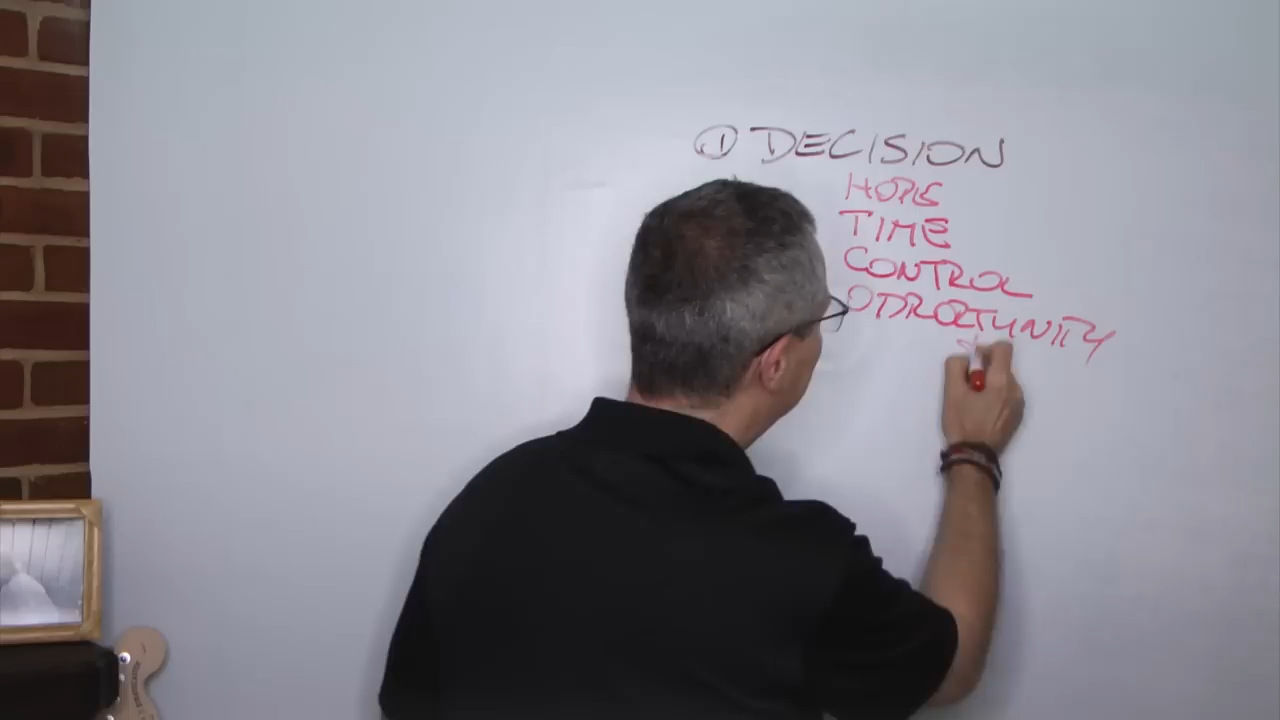 ① DECISION
HOPE
TIME
CONTROL
OPPORTUNITY